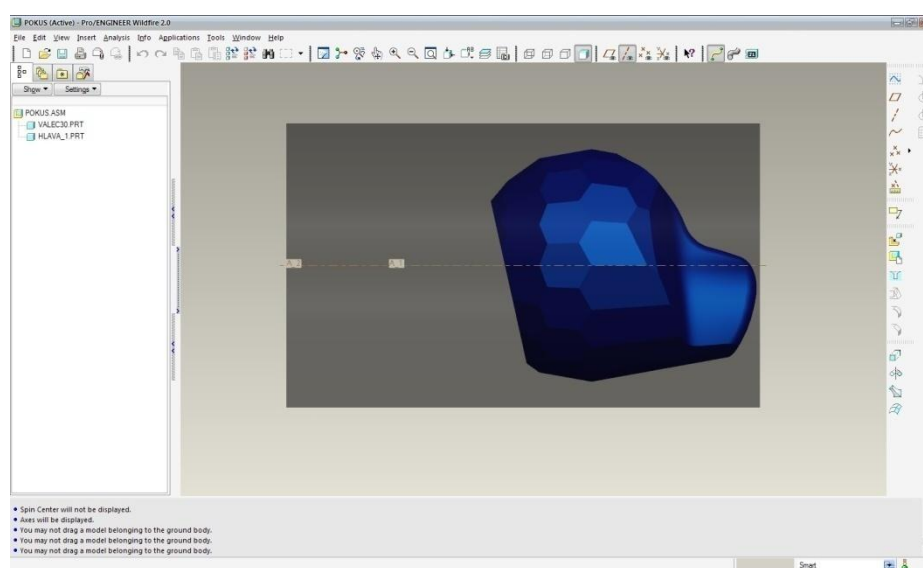 POKUS (Active) - Pro/ENGINEER Wildfire 2.0
File Edit View Insert Analysis Info Applications Tools Window Help
Show Settings
POKUS.ASM
VALEC30.PRT
HLAVA_1.PRT
A_2 A_1
• Spin Center will not be displayed.
• Axes will be displayed.
• You may not drag a model belonging to the ground body.
• You may not drag a model belonging to the ground body.
• You may not drag a model belonging to the ground body.
Smart